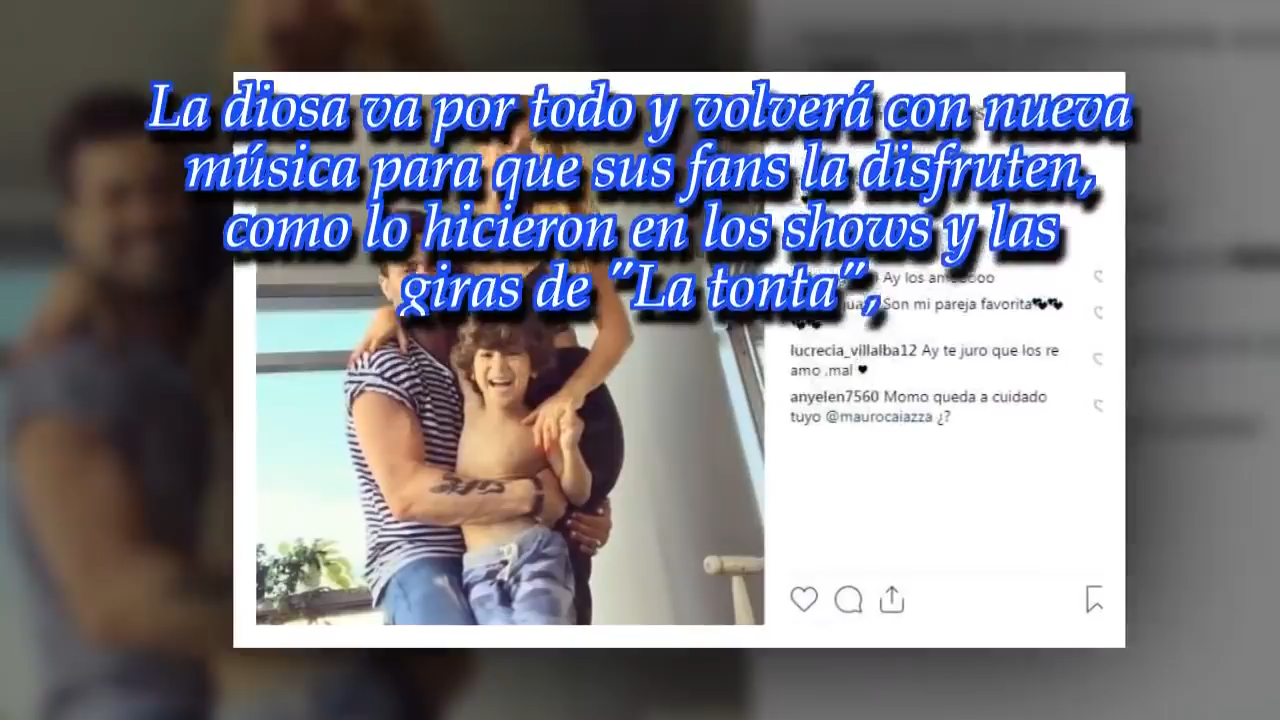 La diosa va por todo y volverá con nueva
música para que sus fans la disfruten,
como lo hicieron en los shows y las
giras de "La tonta",
Ay los
Son mi pareja favorita
lucrecia_villalba12 Ay te juro que los re
amo ,mal
anyelen7560 Momo queda a cuidado
tuyo @maurocaiazza ¿?